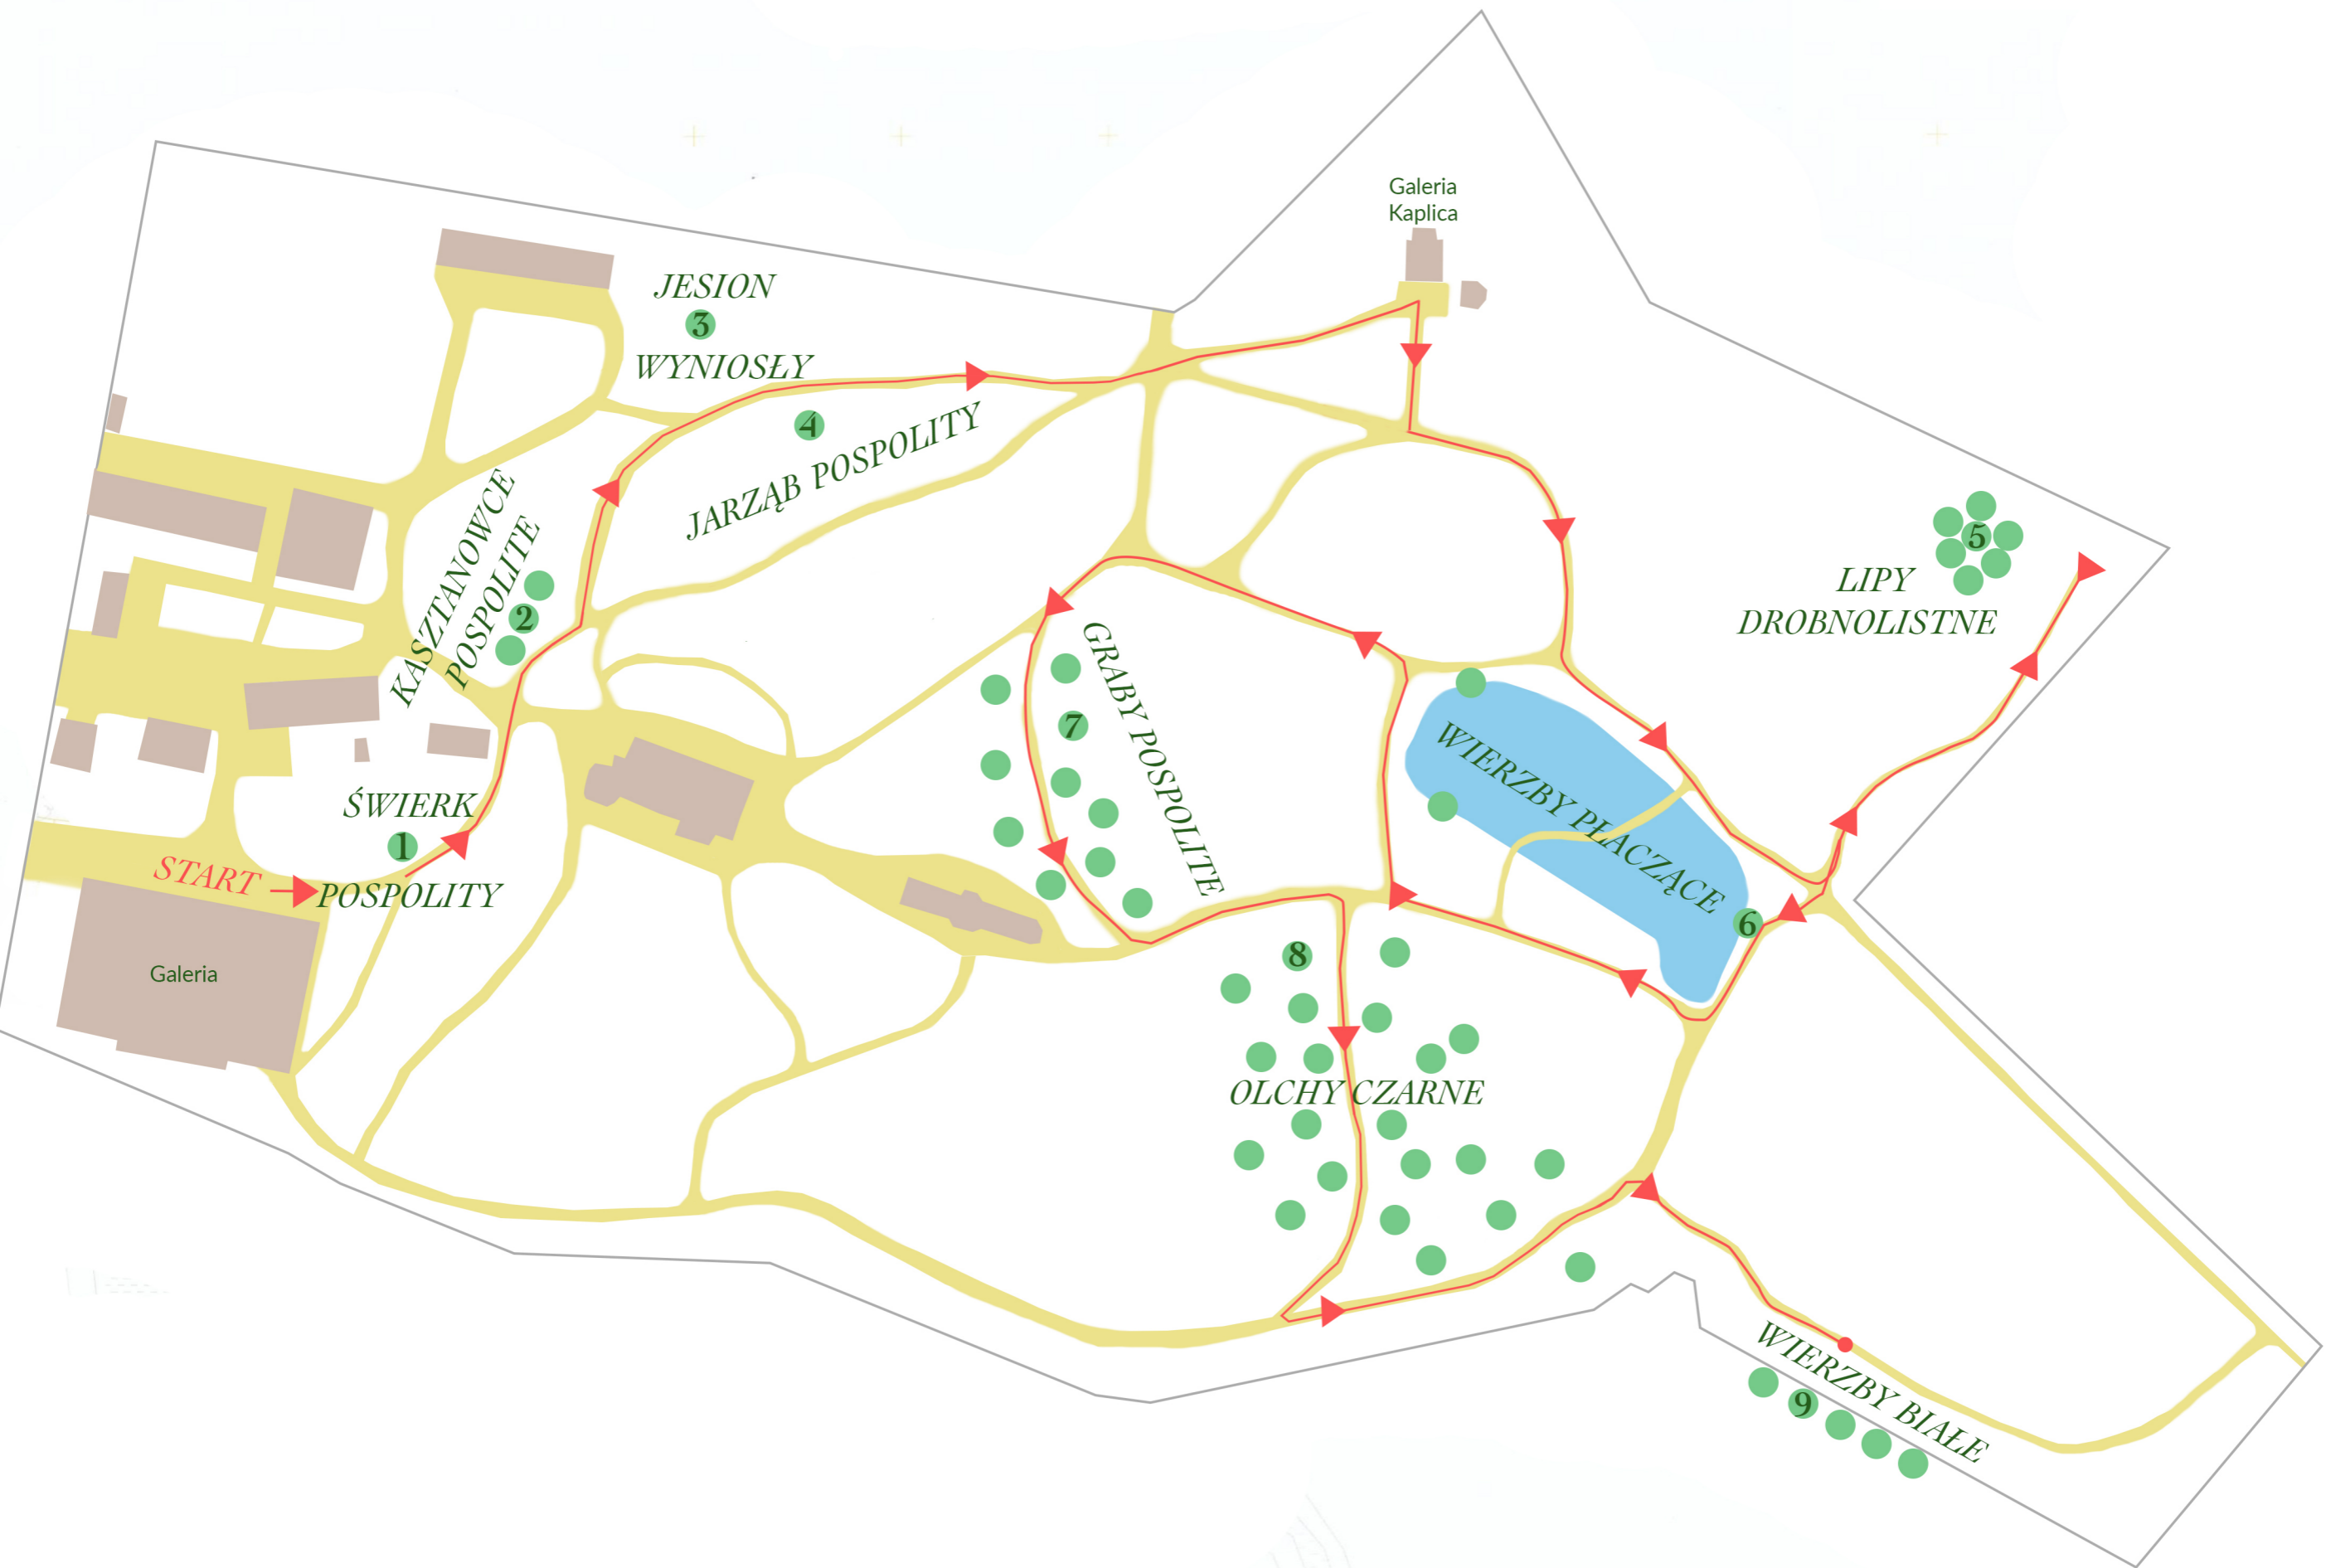 Galeria
Kaplica
JESION
3
WYNIOSŁY
4
JARZĄB POSPOLITY
KASZTANOWCE
POSPOLITE
2
5
LIPY
DROBNOLISTNE
GRABY POSPOLITE
7
WIERZBY PŁACZĄCE
6
ŚWIERK
1
START
POSPOLITY
Galeria
8
OLCHY CZARNE
WIERZBY BIAŁE
9